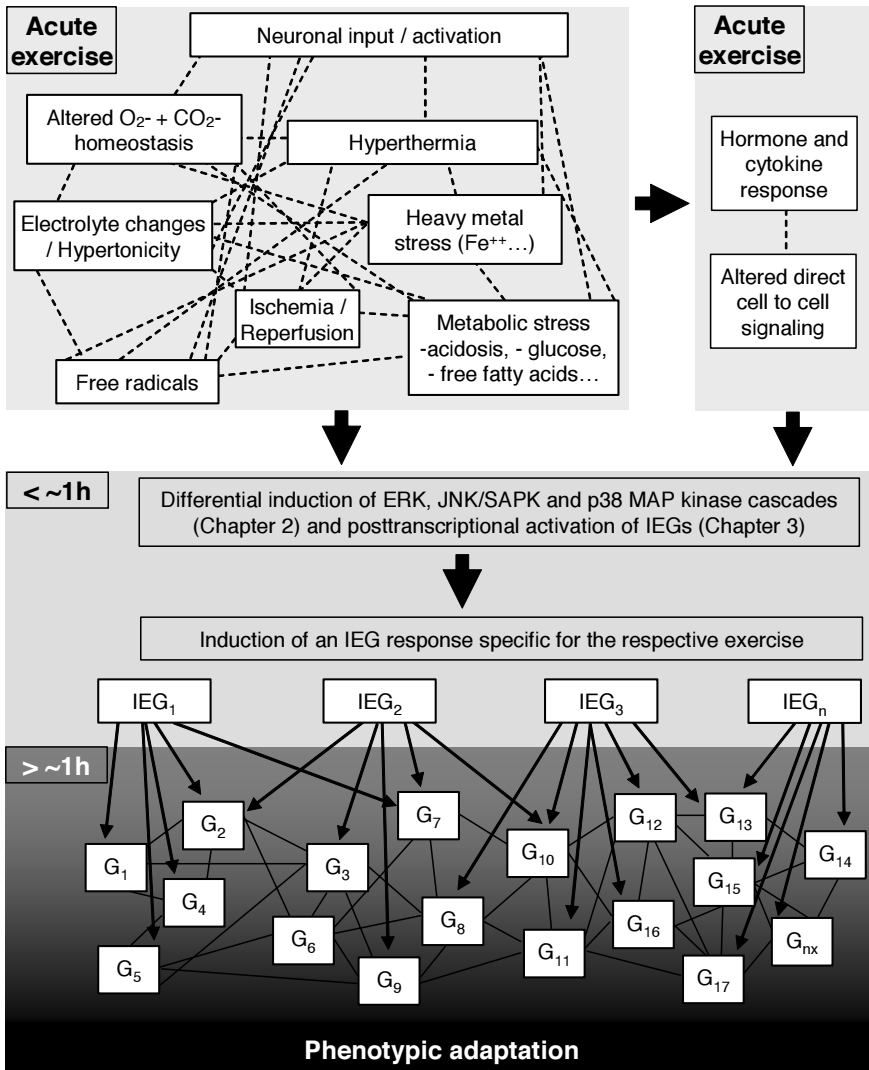 Acute
exercise
Neuronal input / activation
Altered O₂- + CO₂-
homeostasis
Hyperthermia
Electrolyte changes
/ Hypertonicity
Heavy metal
stress (Fe⁺⁺…)
Ischemia /
Reperfusion
Metabolic stress
-acidosis, - glucose,
- free fatty acids…
Free radicals
Acute
exercise
Hormone and
cytokine
response
Altered direct
cell to cell
signaling
< ~1h
Differential induction of ERK, JNK/SAPK and p38 MAP kinase cascades
(Chapter 2) and posttranscriptional activation of IEGs (Chapter 3)
Induction of an IEG response specific for the respective exercise
IEG₁
IEG₂
IEG₃
IEGₙ
> ~1h
G₁
G₂
G₃
G₄
G₅
G₆
G₇
G₈
G₉
G₁₀
G₁₁
G₁₂
G₁₃
G₁₄
G₁₅
G₁₆
G₁₇
Gₙₓ
Phenotypic adaptation